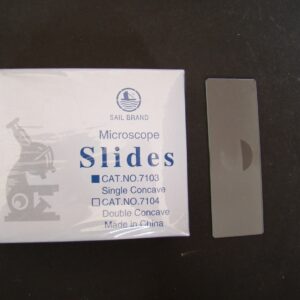 SAIL BRAND
Microscope
Slides
CAT.NO.7103
Single Concave
CAT.NO.7104
Double Concave
Made in China